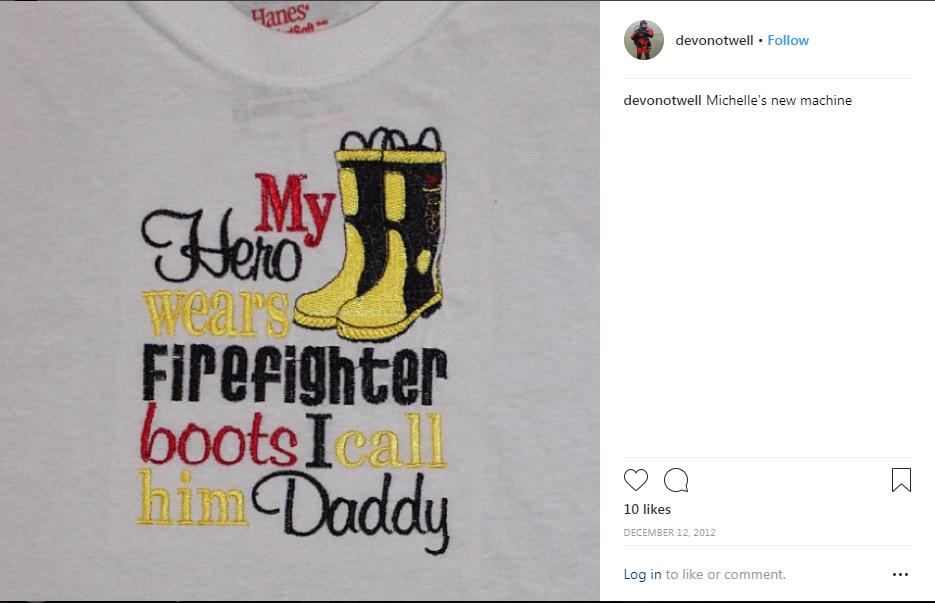 Hanes
My
Hero
wears
Firefighter
boots I call
him Daddy
devonotwell • Follow
devonotwell Michelle's new machine
10 likes
DECEMBER 12, 2012
Log in to like or comment.